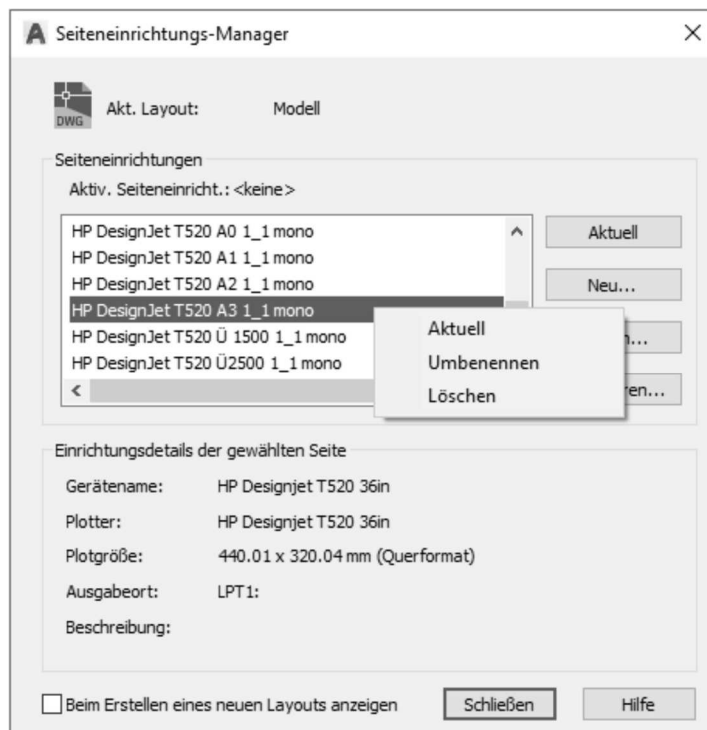 Seiteneinrichtungs-Manager
DWG
Akt. Layout: Modell
Seiteneinrichtungen
Aktiv. Seiteneinricht.: <keine>
HP DesignJet T520 A0 1_1 mono
HP DesignJet T520 A1 1_1 mono
HP DesignJet T520 A2 1_1 mono
HP DesignJet T520 A3 1_1 mono
HP DesignJet T520 Ü 1500 1_1 mono
HP DesignJet T520 Ü2500 1_1 mono
Aktuell
Neu...
n...
ren...
Aktuell
Umbenennen
Löschen
Einrichtungsdetails der gewählten Seite
Gerätename: HP Designjet T520 36in
Plotter: HP Designjet T520 36in
Plotgröße: 440.01 x 320.04 mm (Querformat)
Ausgabeort: LPT1:
Beschreibung:
Beim Erstellen eines neuen Layouts anzeigen
Schließen
Hilfe